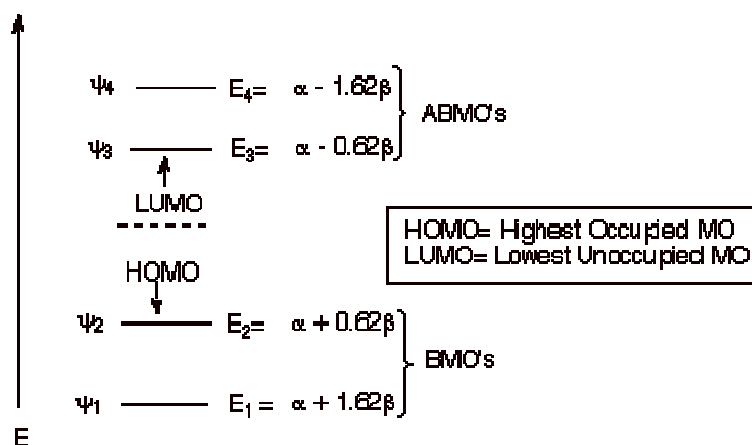 ψ4 E4= α - 1.62β
ABMO's
ψ3 E3= α - 0.62β
LUMO
HOMO= Highest Occupied MO
LUMO= Lowest Unoccupied MO
HOMO
ψ2 E2= α + 0.62β
BMO's
ψ1 E1 = α + 1.62β
E